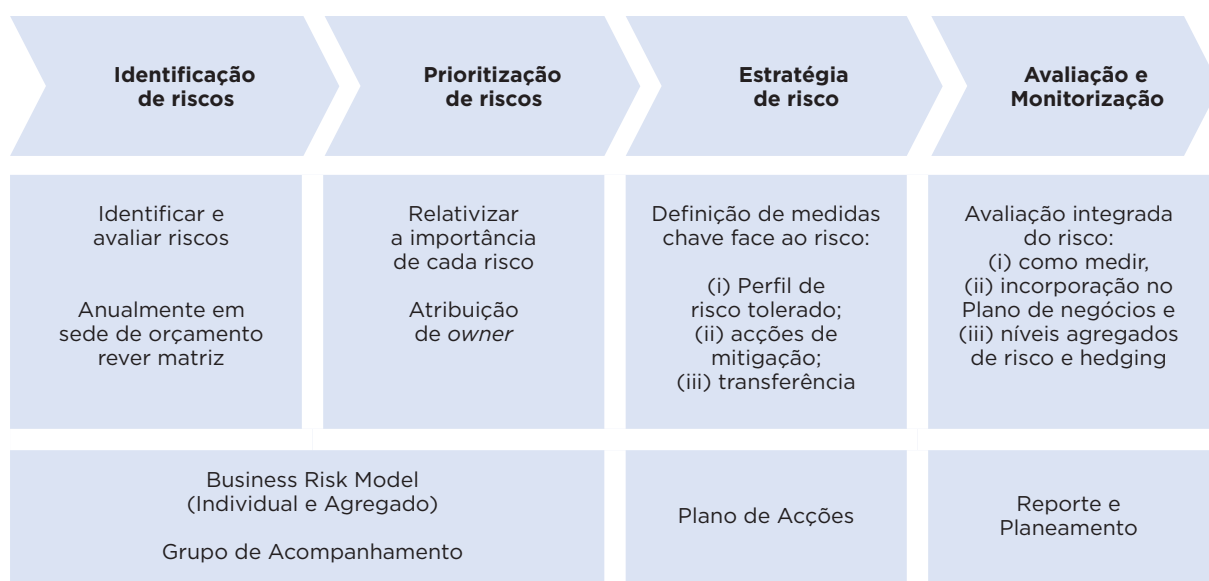 Identificação
de riscos
Prioritização
de riscos
Estratégia
de risco
Avaliação e
Monitorização
Identificar e
avaliar riscos
Anualmente em
sede de orçamento
rever matriz
Relativizar
a importância
de cada risco
Atribuição
de owner
Definição de medidas
chave face ao risco:
(i) Perfil de
risco tolerado;
(ii) acções de
mitigação;
(iii) transferência
Avaliação integrada
do risco:
(i) como medir,
(ii) incorporação no
Plano de negócios e
(iii) níveis agregados
de risco e hedging
Business Risk Model
(Individual e Agregado)
Grupo de Acompanhamento
Plano de Acções
Reporte e
Planeamento